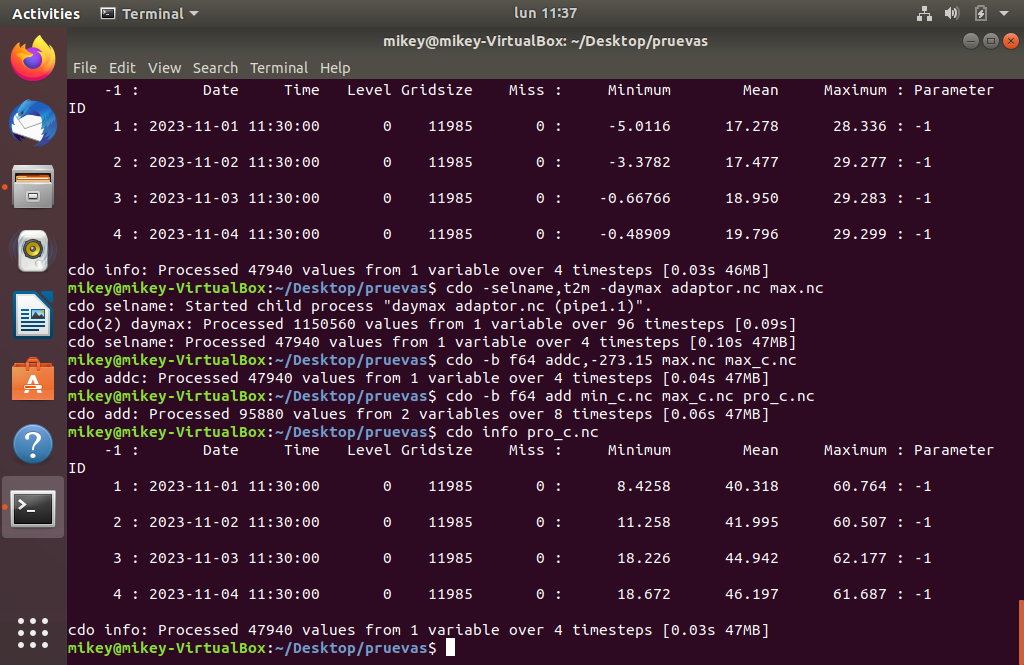 Activities Terminal lun 11:37
mikey@mikey-VirtualBox: ~/Desktop/pruevas
File Edit View Search Terminal Help
-1 : Date Time Level Gridsize Miss : Minimum Mean Maximum : Parameter
ID
1 : 2023-11-01 11:30:00 0 11985 0 : -5.0116 17.278 28.336 : -1
2 : 2023-11-02 11:30:00 0 11985 0 : -3.3782 17.477 29.277 : -1
3 : 2023-11-03 11:30:00 0 11985 0 : -0.66766 18.950 29.283 : -1
4 : 2023-11-04 11:30:00 0 11985 0 : -0.48909 19.796 29.299 : -1
cdo info: Processed 47940 values from 1 variable over 4 timesteps [0.03s 46MB]
mikey@mikey-VirtualBox:~/Desktop/pruevas$ cdo -selname,t2m -daymax adaptor.nc max.nc
cdo selname: Started child process "daymax adaptor.nc (pipe1.1)".
cdo(2) daymax: Processed 1150560 values from 1 variable over 96 timesteps [0.09s]
cdo selname: Processed 47940 values from 1 variable over 4 timesteps [0.10s 47MB]
mikey@mikey-VirtualBox:~/Desktop/pruevas$ cdo -b f64 addc,-273.15 max.nc max_c.nc
cdo addc: Processed 47940 values from 1 variable over 4 timesteps [0.04s 47MB]
mikey@mikey-VirtualBox:~/Desktop/pruevas$ cdo -b f64 add min_c.nc max_c.nc pro_c.nc
cdo add: Processed 95880 values from 2 variables over 8 timesteps [0.06s 47MB]
mikey@mikey-VirtualBox:~/Desktop/pruevas$ cdo info pro_c.nc
-1 : Date Time Level Gridsize Miss : Minimum Mean Maximum : Parameter
ID
1 : 2023-11-01 11:30:00 0 11985 0 : 8.4258 40.318 60.764 : -1
2 : 2023-11-02 11:30:00 0 11985 0 : 11.258 41.995 60.507 : -1
3 : 2023-11-03 11:30:00 0 11985 0 : 18.226 44.942 62.177 : -1
4 : 2023-11-04 11:30:00 0 11985 0 : 18.672 46.197 61.687 : -1
cdo info: Processed 47940 values from 1 variable over 4 timesteps [0.03s 47MB]
mikey@mikey-VirtualBox:~/Desktop/pruevas$